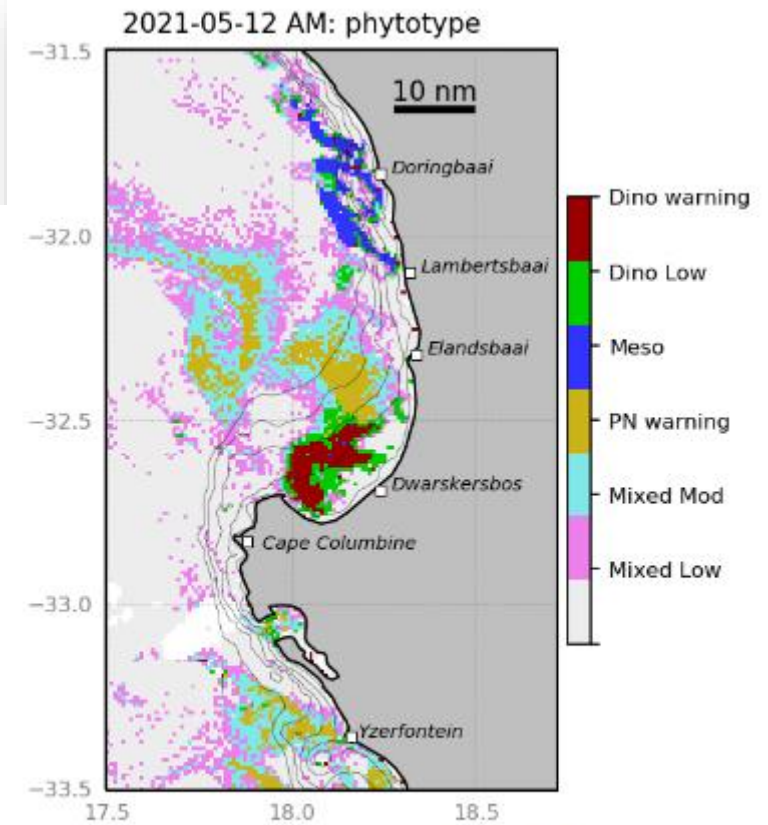 2021-05-12 AM: phytotype
−31.5
10 nm
Doringbaai
Dino warning
−32.0
Lambertsbaai
Dino Low
Elandsbaai
Meso
−32.5
PN warning
Dwarskersbos
Mixed Mod
Cape Columbine
Mixed Low
−33.0
Yzerfontein
−33.5
17.5 18.0 18.5